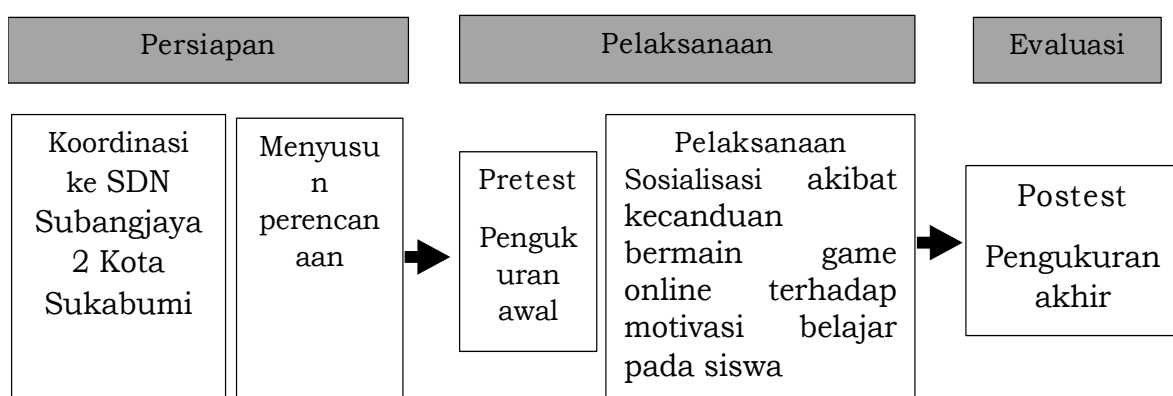 Persiapan
Pelaksanaan
Evaluasi
Koordinasi
ke SDN
Subangjaya
2 Kota
Sukabumi
Menyusu
n
perencan
aan
Pretest
Penguk
uran
awal
Pelaksanaan
Sosialisasi akibat
kecanduan
bermain game
online terhadap
motivasi belajar
pada siswa
Postest
Pengukuran
akhir